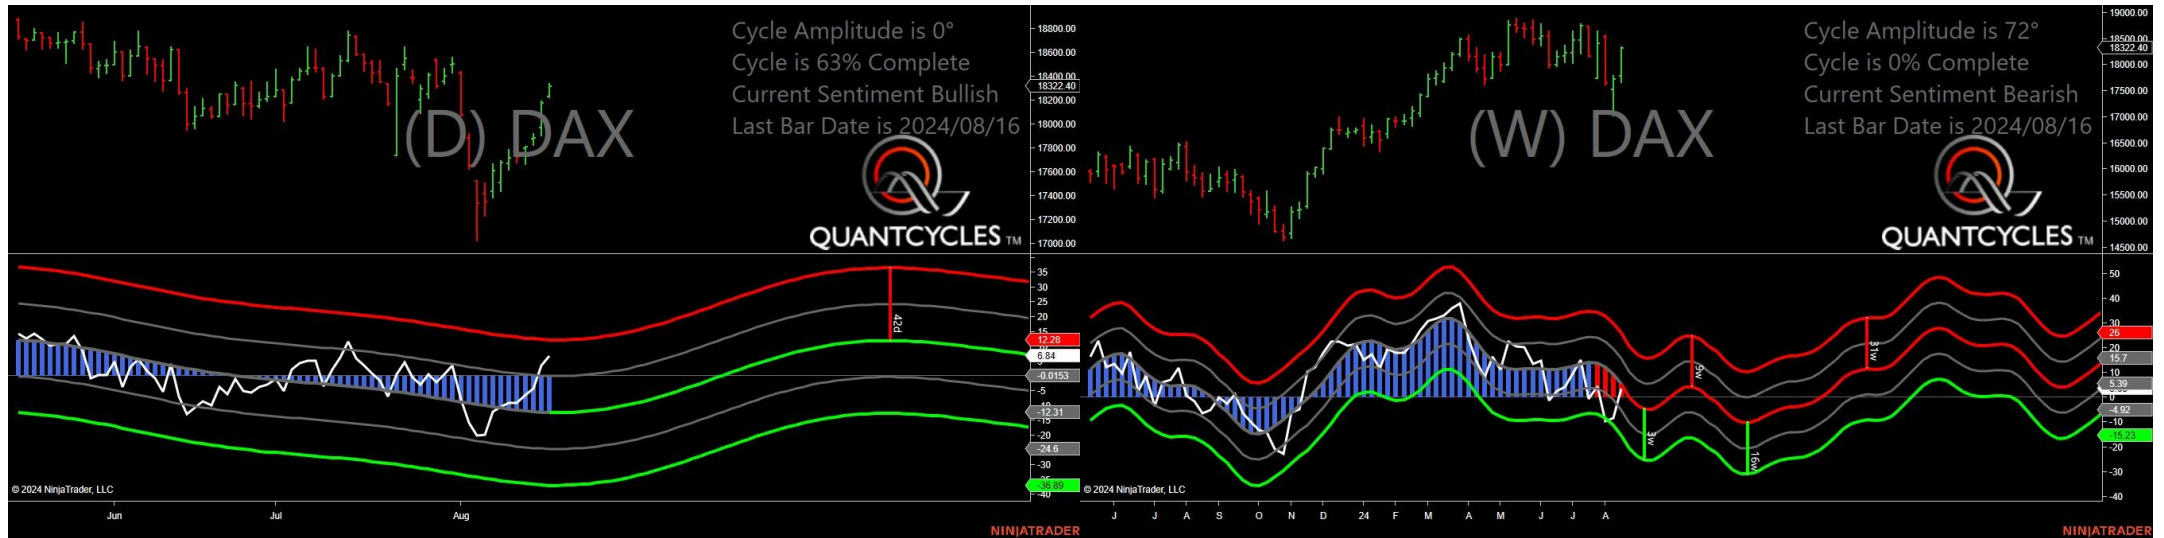 Cycle Amplitude is 0°
Cycle is 63% Complete
Current Sentiment Bullish
Last Bar Date is 2024/08/16
(D) DAX
QUANTCYCLES TM
18800.00
18600.00
18400.00
18322.40
18200.00
18000.00
17800.00
17600.00
17400.00
17200.00
17000.00
42d
35
30
25
20
15
12.28
6.84
-0.0153
-5
-10
-12.31
-15
-20
-24.6
-30
-36.89
-40
© 2024 NinjaTrader, LLC
Jun
Jul
Aug
NINJATRADER
Cycle Amplitude is 72°
Cycle is 0% Complete
Current Sentiment Bearish
Last Bar Date is 2024/08/16
(W) DAX
QUANTCYCLES TM
19000.00
18500.00
18322.40
18000.00
17500.00
17000.00
16500.00
16000.00
15500.00
15000.00
14500.00
3w
9w
16w
31w
50
40
30
26
20
15.7
5.39
0
-4.92
-10
-15.23
-20
-30
-40
© 2024 NinjaTrader, LLC
J
J
A
S
O
N
D
24
F
M
A
M
J
J
A
NINJATRADER